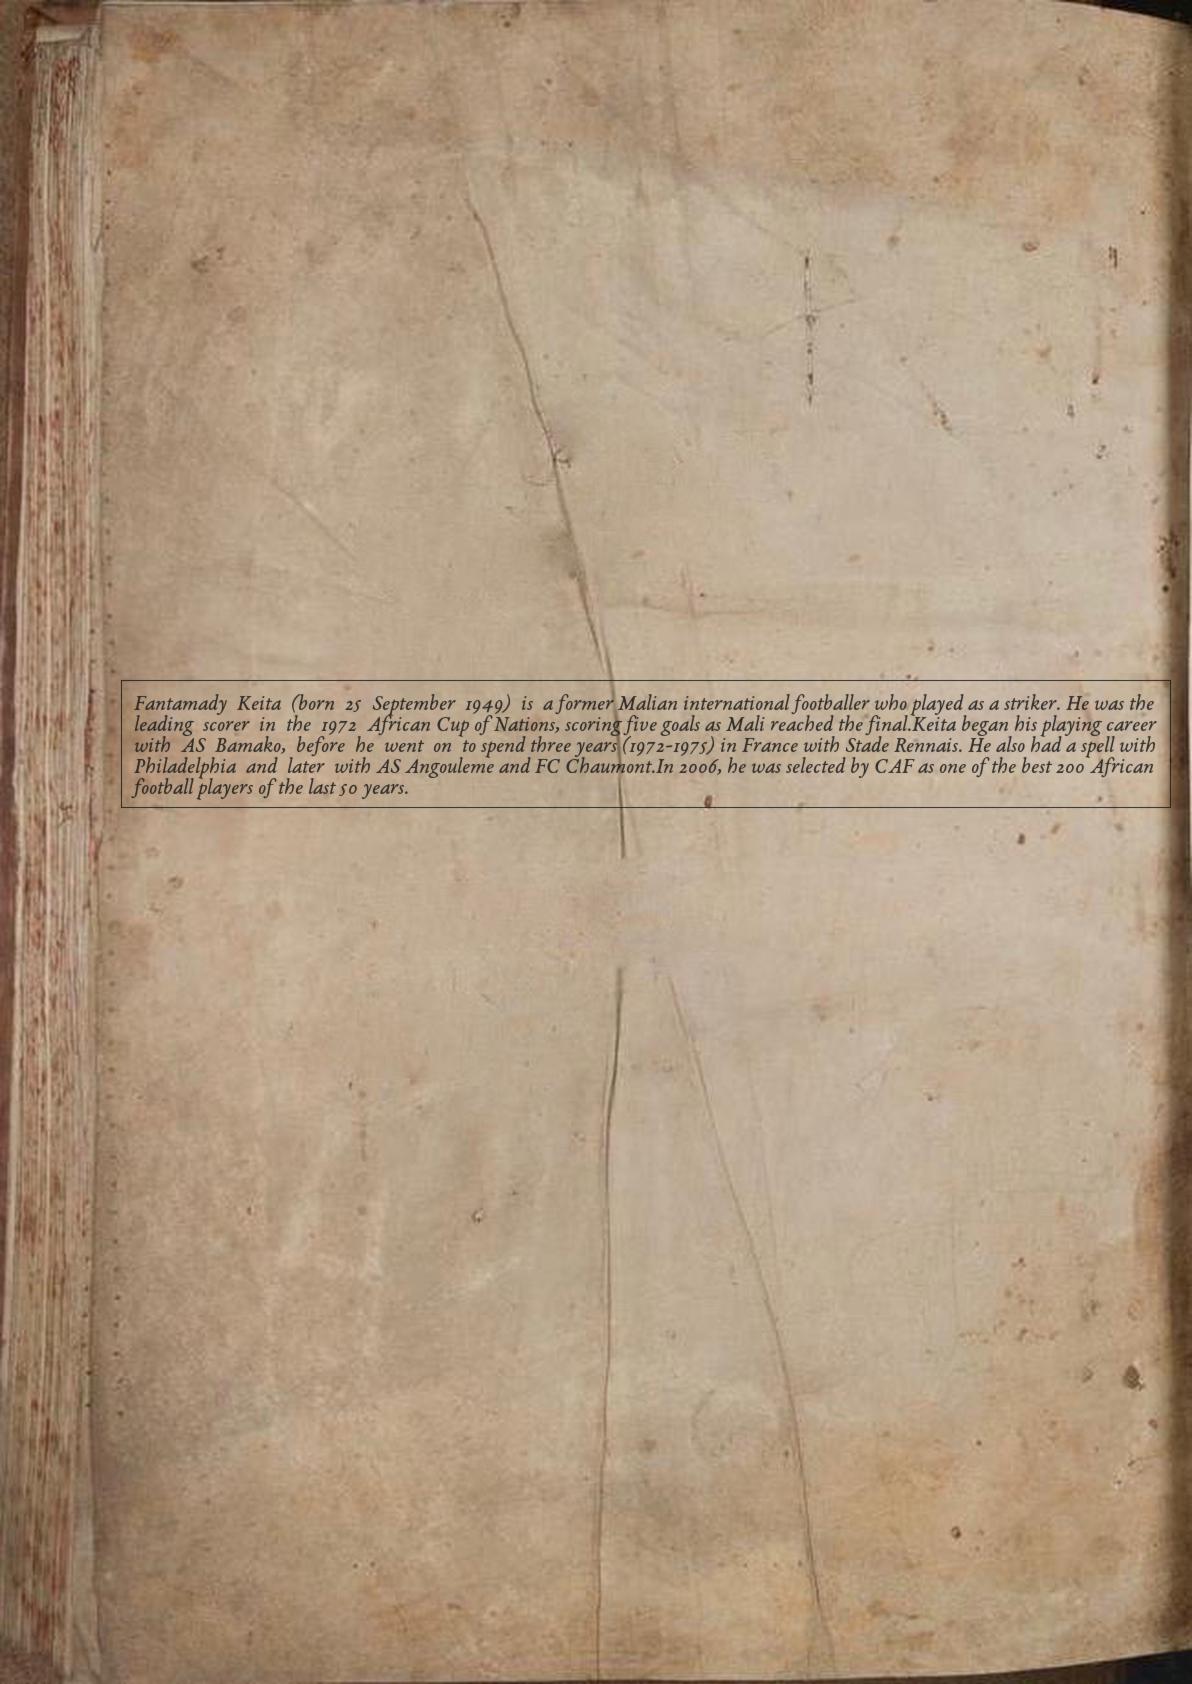 Fantamady Keita (born 25 September 1949) is a former Malian international footballer who played as a striker. He was the
leading scorer in the 1972 African Cup of Nations, scoring five goals as Mali reached the final.Keita began his playing career
with AS Bamako, before he went on to spend three years (1972-1975) in France with Stade Rennais. He also had a spell with
Philadelphia and later with AS Angouleme and FC Chaumont.In 2006, he was selected by CAF as one of the best 200 African
football players of the last 50 years.